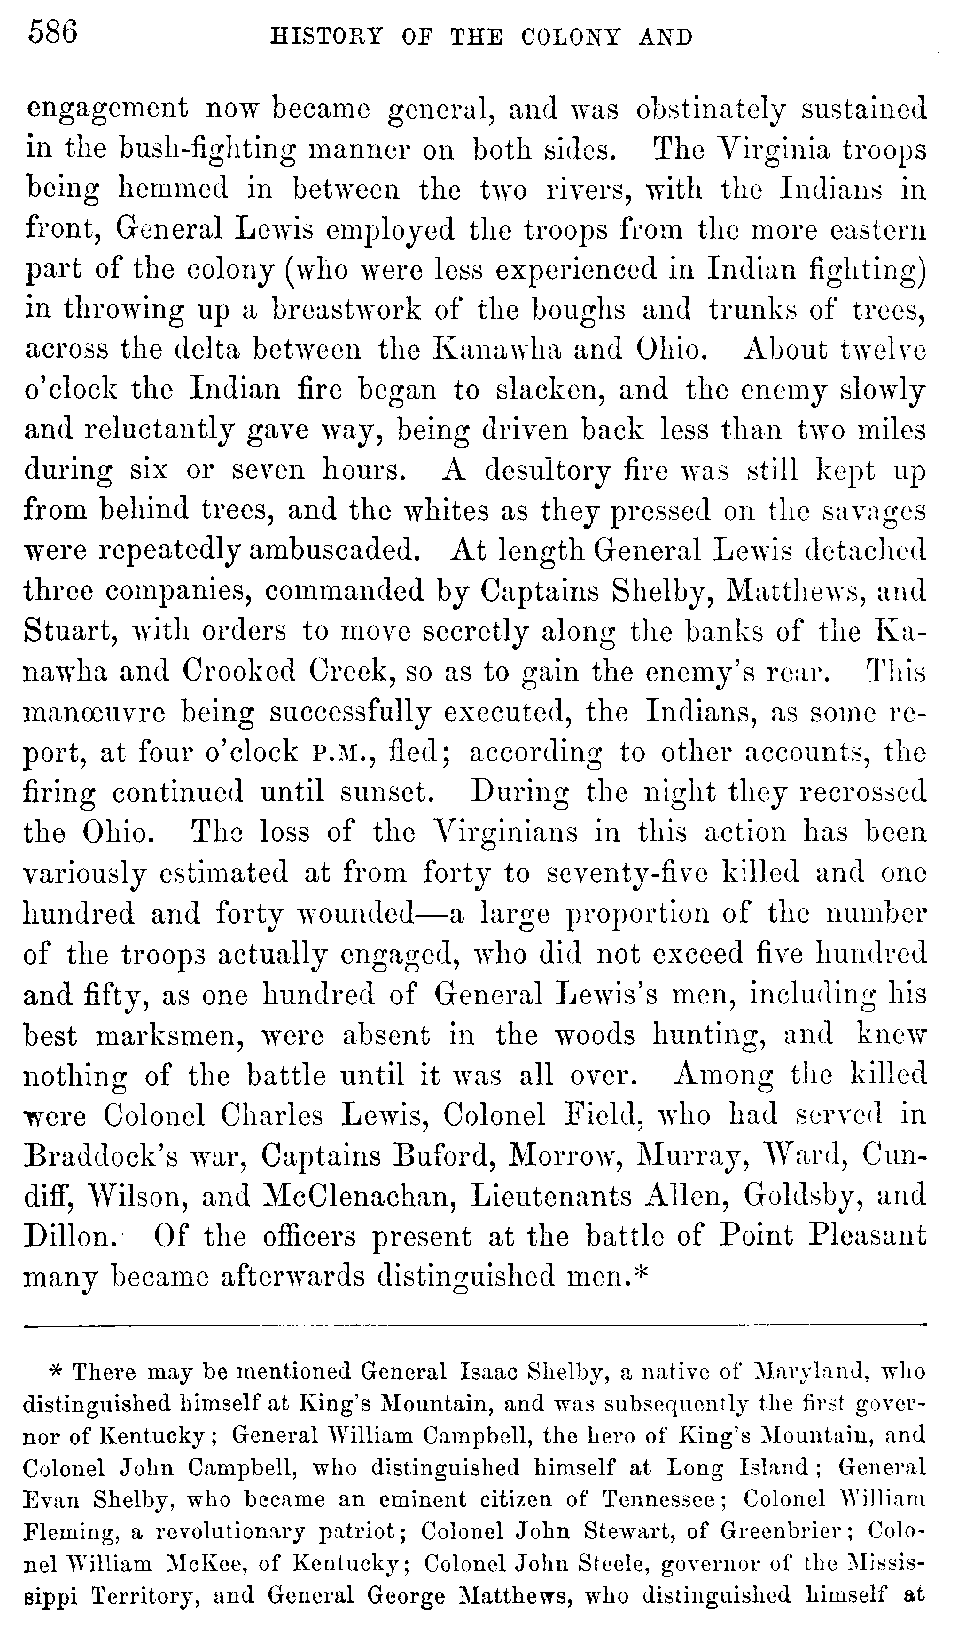 586 HISTORY OF THE COLONY AND
engagement now became general, and was obstinately sustained
in the bush-fighting manner on both sides. The Virginia troops
being hemmed in between the two rivers, with the Indians in
front, General Lewis employed the troops from the more eastern
part of the colony (who were less experienced in Indian fighting)
in throwing up a breastwork of the boughs and trunks of trees,
across the delta between the Kanawha and Ohio. About twelve
o'clock the Indian fire began to slacken, and the enemy slowly
and reluctantly gave way, being driven back less than two miles
during six or seven hours. A desultory fire was still kept up
from behind trees, and the whites as they pressed on the savages
were repeatedly ambuscaded. At length General Lewis detached
three companies, commanded by Captains Shelby, Matthews, and
Stuart, with orders to move secretly along the banks of the Ka-
nawha and Crooked Creek, so as to gain the enemy's rear. This
manœuvre being successfully executed, the Indians, as some re-
port, at four o'clock P.M., fled; according to other accounts, the
firing continued until sunset. During the night they recrossed
the Ohio. The loss of the Virginians in this action has been
variously estimated at from forty to seventy-five killed and one
hundred and forty wounded—a large proportion of the number
of the troops actually engaged, who did not exceed five hundred
and fifty, as one hundred of General Lewis's men, including his
best marksmen, were absent in the woods hunting, and knew
nothing of the battle until it was all over. Among the killed
were Colonel Charles Lewis, Colonel Field, who had served in
Braddock's war, Captains Buford, Morrow, Murray, Ward, Cun-
diff, Wilson, and McClenachan, Lieutenants Allen, Goldsby, and
Dillon. Of the officers present at the battle of Point Pleasant
many became afterwards distinguished men.*
* There may be mentioned General Isaac Shelby, a native of Maryland, who
distinguished himself at King's Mountain, and was subsequently the first gover-
nor of Kentucky; General William Campbell, the hero of King's Mountain, and
Colonel John Campbell, who distinguished himself at Long Island; General
Evan Shelby, who became an eminent citizen of Tennessee; Colonel William
Fleming, a revolutionary patriot; Colonel John Stewart, of Greenbrier; Colo-
nel William McKee, of Kentucky; Colonel John Steele, governor of the Missis-
sippi Territory, and General George Matthews, who distinguished himself at